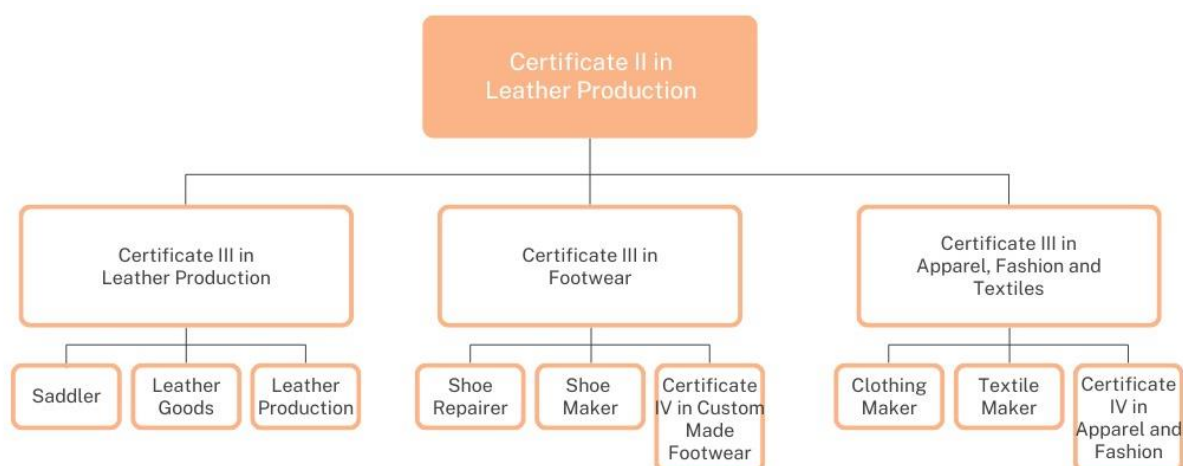 Certificate II in
Leather Production
Certificate III in
Leather Production
Certificate III in
Footwear
Certificate III in
Apparel, Fashion and
Textiles
Saddler
Leather
Goods
Leather
Production
Shoe
Repairer
Shoe
Maker
Certificate
IV in Custom
Made
Footwear
Clothing
Maker
Textile
Maker
Certificate
IV in
Apparel and
Fashion